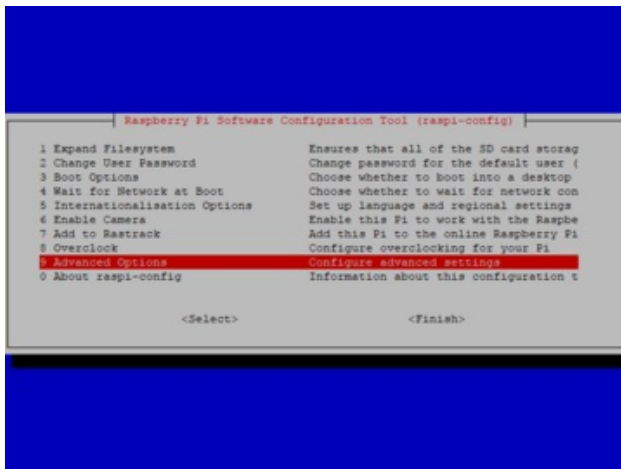 Raspberry Pi Software Configuration Tool (raspi-config)
1 Expand Filesystem Ensures that all of the SD card storag
2 Change User Password Change password for the default user (
3 Boot Options Choose whether to boot into a desktop
4 Wait for Network at Boot Choose whether to wait for network con
5 Internationalisation Options Set up language and regional settings
6 Enable Camera Enable this Pi to work with the Raspbe
7 Add to Rastrack Add this Pi to the online Raspberry Pi
8 Overclock Configure overclocking for your Pi
9 Advanced Options Configure advanced settings
0 About raspi-config Information about this configuration t
<Select> <Finish>